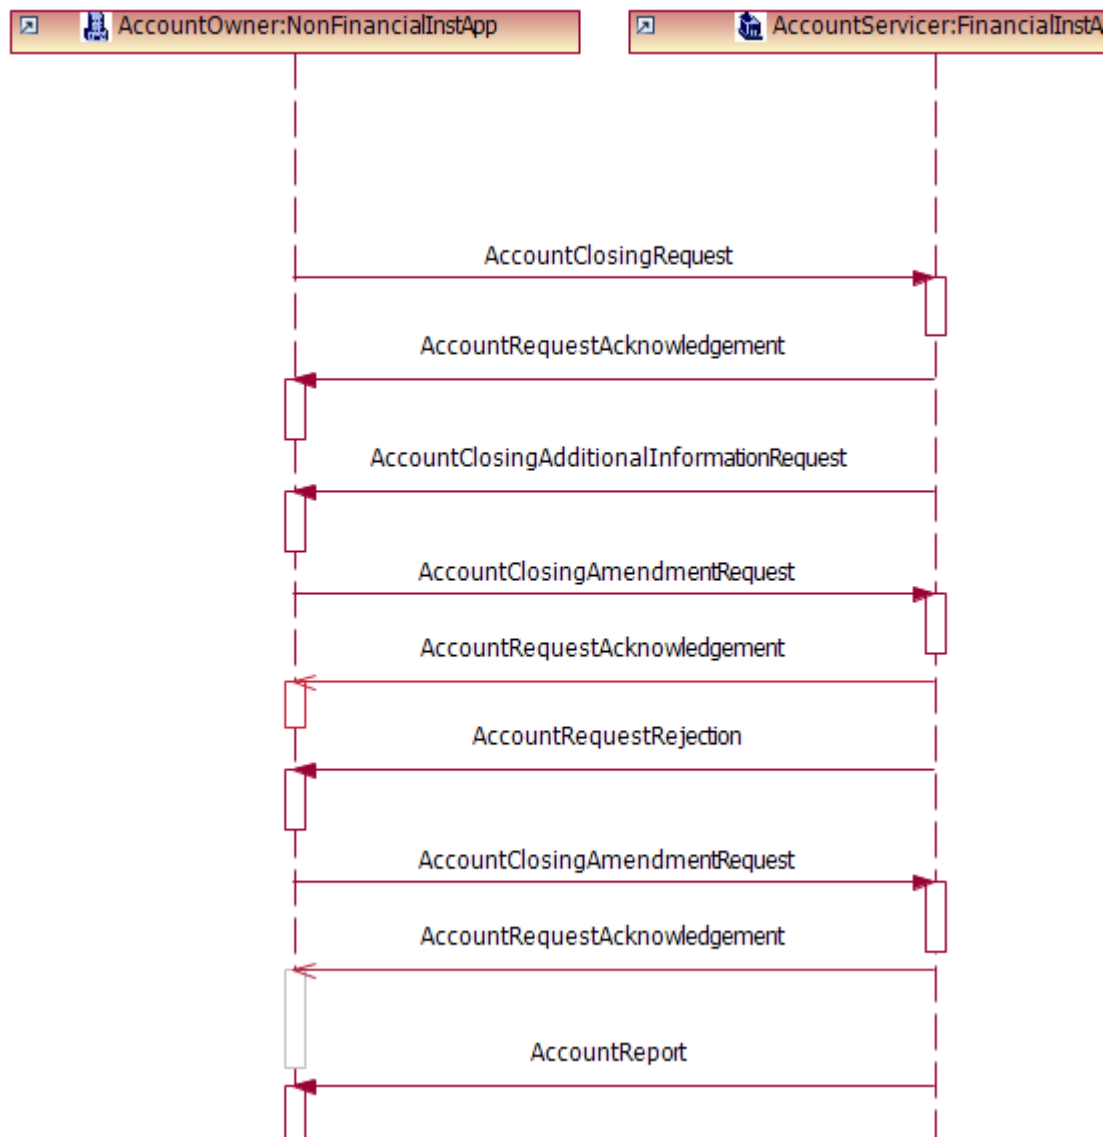 AccountOwner:NonFinancialInstApp
AccountServicer:FinancialInstA
AccountClosingRequest
AccountRequestAcknowledgement
AccountClosingAdditionalInformationRequest
AccountClosingAmendmentRequest
AccountRequestAcknowledgement
AccountRequestRejection
AccountClosingAmendmentRequest
AccountRequestAcknowledgement
AccountReport